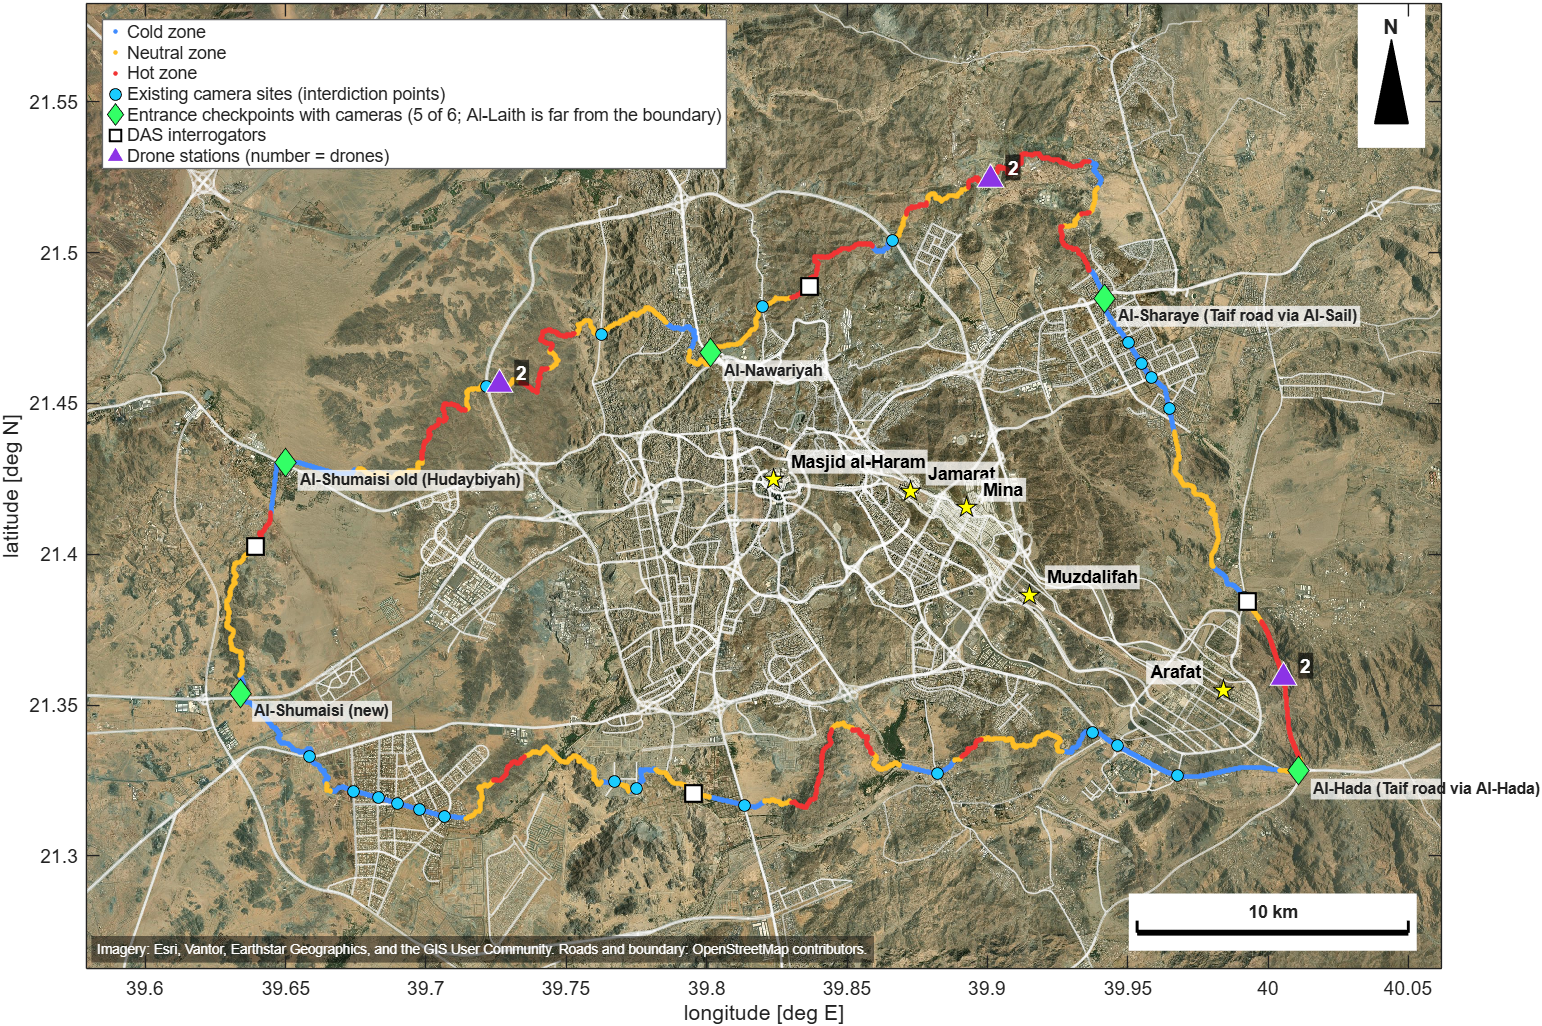 Cold zone
Neutral zone
Hot zone
Existing camera sites (interdiction points)
Entrance checkpoints with cameras (5 of 6; Al-Laith is far from the boundary)
DAS interrogators
Drone stations (number = drones)
N
21.55
21.5
21.45
21.4
21.35
21.3
latitude [deg N]
2
Al-Sharaye (Taif road via Al-Sail)
Al-Nawariyah
2
Masjid al-Haram
Jamarat
Al-Shumaisi old (Hudaybiyah)
Mina
Muzdalifah
2
Arafat
Al-Shumaisi (new)
Al-Hada (Taif road via Al-Hada)
10 km
Imagery: Esri, Vantor, Earthstar Geographics, and the GIS User Community. Roads and boundary: OpenStreetMap contributors.
39.6
39.65
39.7
39.75
39.8
39.85
39.9
39.95
40
40.05
longitude [deg E]